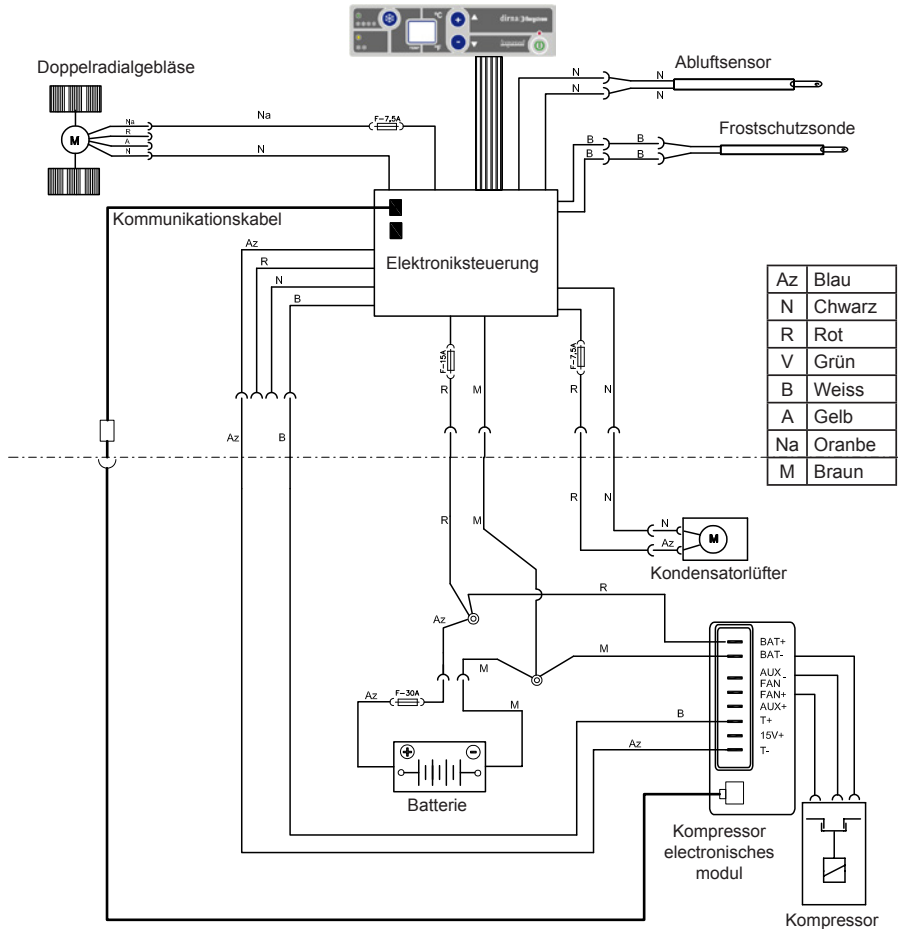 °C
dirna Bergstrom
°F
Doppelradialgebläse
Abluftsensor
N
N
N
N
Na
Na
F-7,5A
R
A
N
N
M
Frostschutzsonde
B
B
B
B
Kommunikationskabel
Elektroniksteuerung
Az
R
N
B
F-15A
F-7,5A
R
M
R
N
Az
B
Az Blau
N Chwarz
R Rot
V Grün
B Weiss
A Gelb
Na Oranbe
M Braun
R
M
R
N
N
Az
M
Kondensatorlüfter
R
Az
M
M
Az
F-30A
M
B
Az
Batterie
BAT+
BAT-
AUX
FAN -
FAN+
AUX+
T+
15V+
T-
Kompressor
electronisches
modul
Kompressor